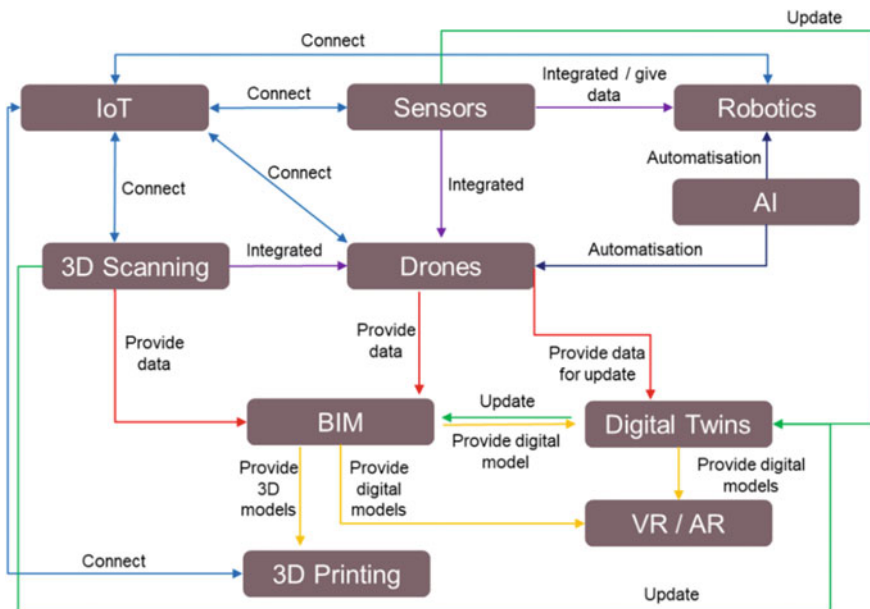 Update
Connect
IoT
Connect
Sensors
Integrated / give
data
Robotics
Connect
Connect
Integrated
Automatisation
AI
3D Scanning
Integrated
Drones
Automatisation
Provide
data
Provide
data
Provide data
for update
BIM
Update
Provide digital
model
Digital Twins
Provide
3D
models
Provide
digital
models
Provide digital
models
VR / AR
Connect
3D Printing
Update